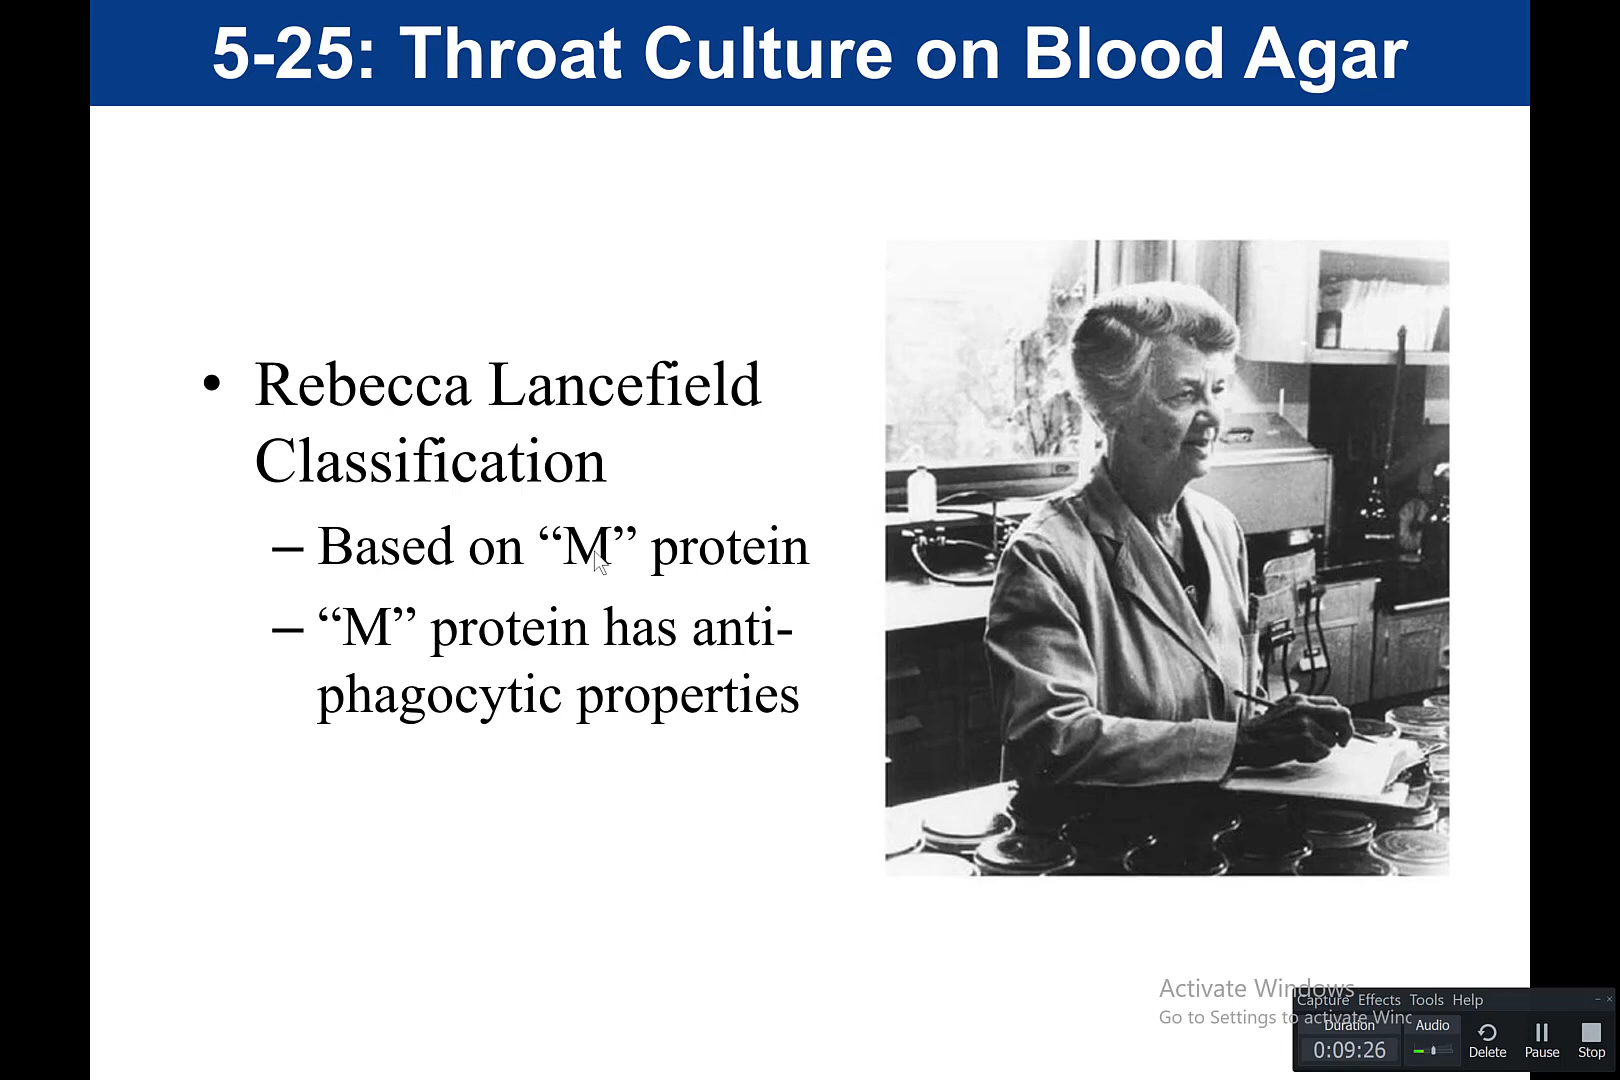 5-25: Throat Culture on Blood Agar
• Rebecca Lancefield
Classification
– Based on “M” protein
– “M” protein has anti-
phagocytic properties
Activate Windows
Go to Settings to activate Winc
Capture Effects Tools Help
Duration
Audio
0:09:26
Delete
Pause
Stop